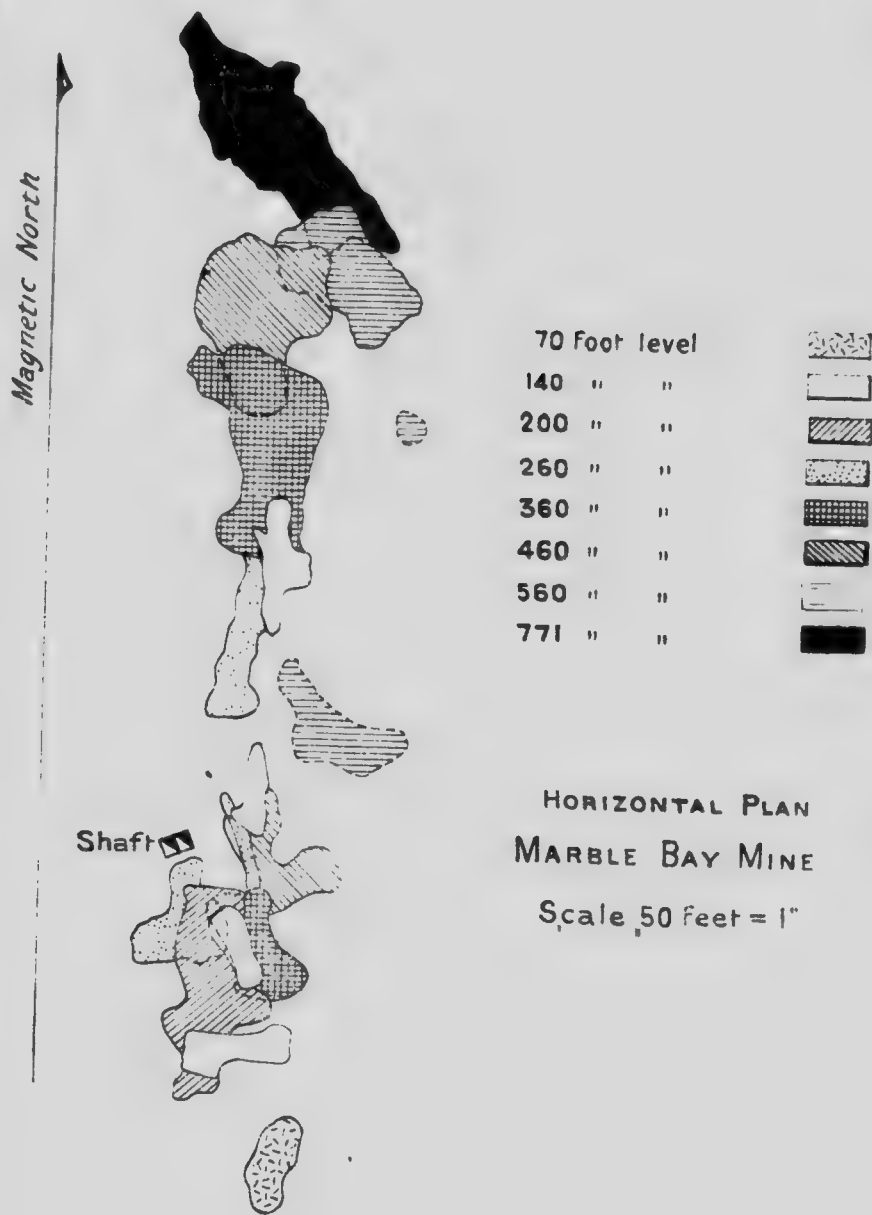 Magnetic North
70 Foot level
140 " "
200 " "
260 " "
360 " "
460 " "
560 " "
771 " "
Shaft
HORIZONTAL PLAN
MARBLE BAY MINE
Scale 50 feet = 1"